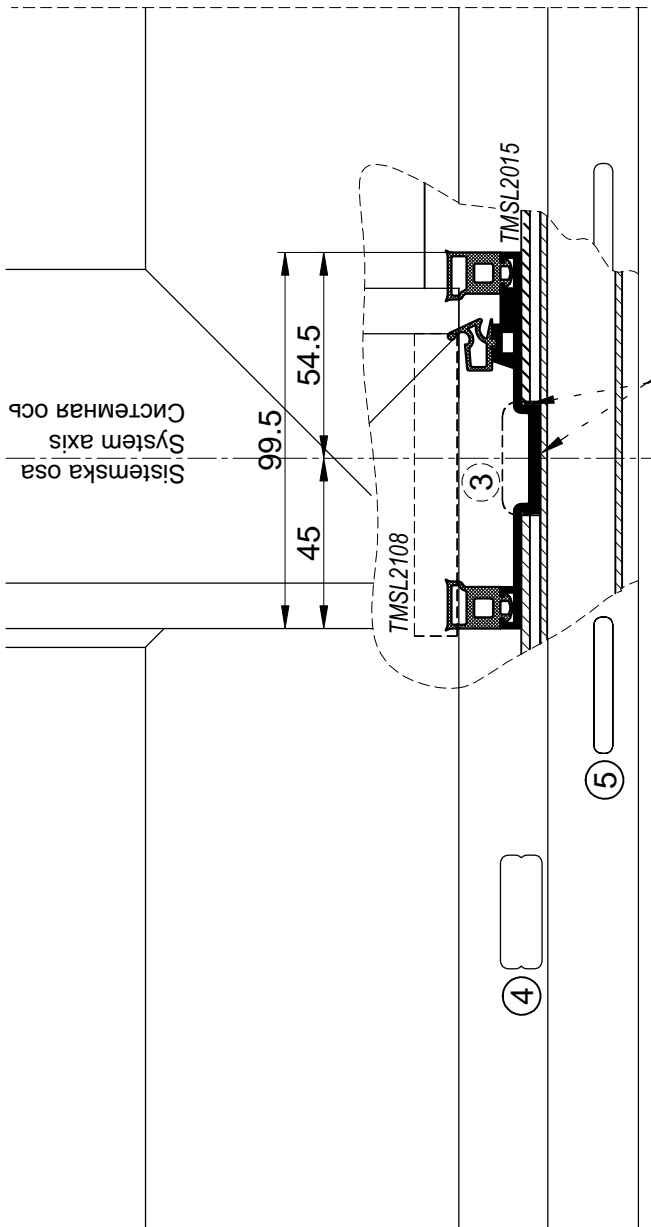 Sistemska osa
System axis
Системная ось
99.5
54.5
45
TMSL2015
TMSL2108
3
4
5